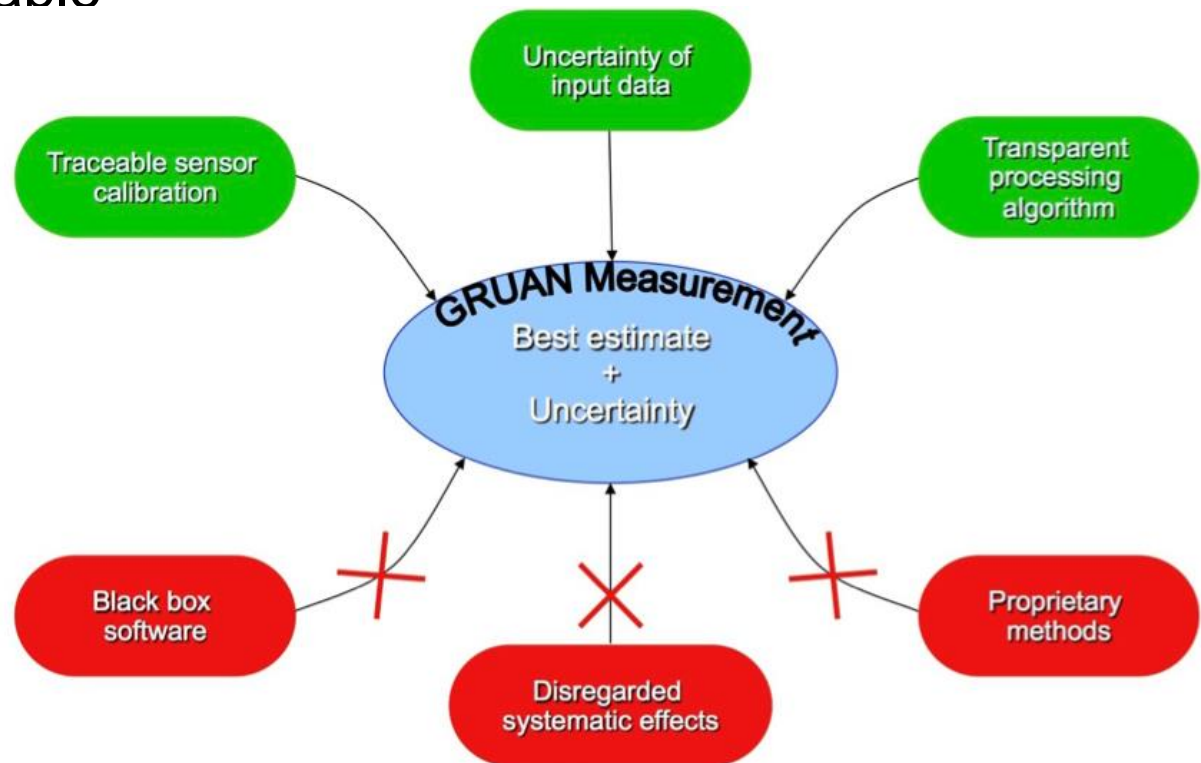 Uncertainty of
input data
Traceable sensor
calibration
Transparent
processing
algorithm
GRUAN Measurement
Best estimate
+
Uncertainty
Black box
software
Proprietary
methods
Disregarded
systematic effects